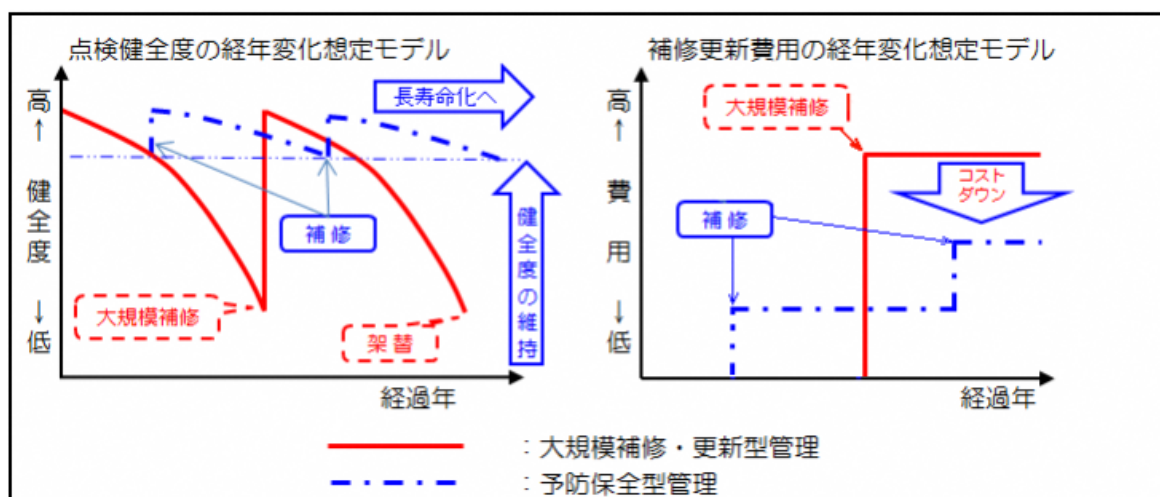 点検健全度の経年変化想定モデル
高
↑
健
全
度
↓
低
長寿命化へ
補修
大規模補修
架替
健
全
度
の
維
持
経過年
補修更新費用の経年変化想定モデル
高
↑
費
用
↓
低
大規模補修
コスト
ダウン
補修
経過年
：大規模補修・更新型管理
：予防保全型管理